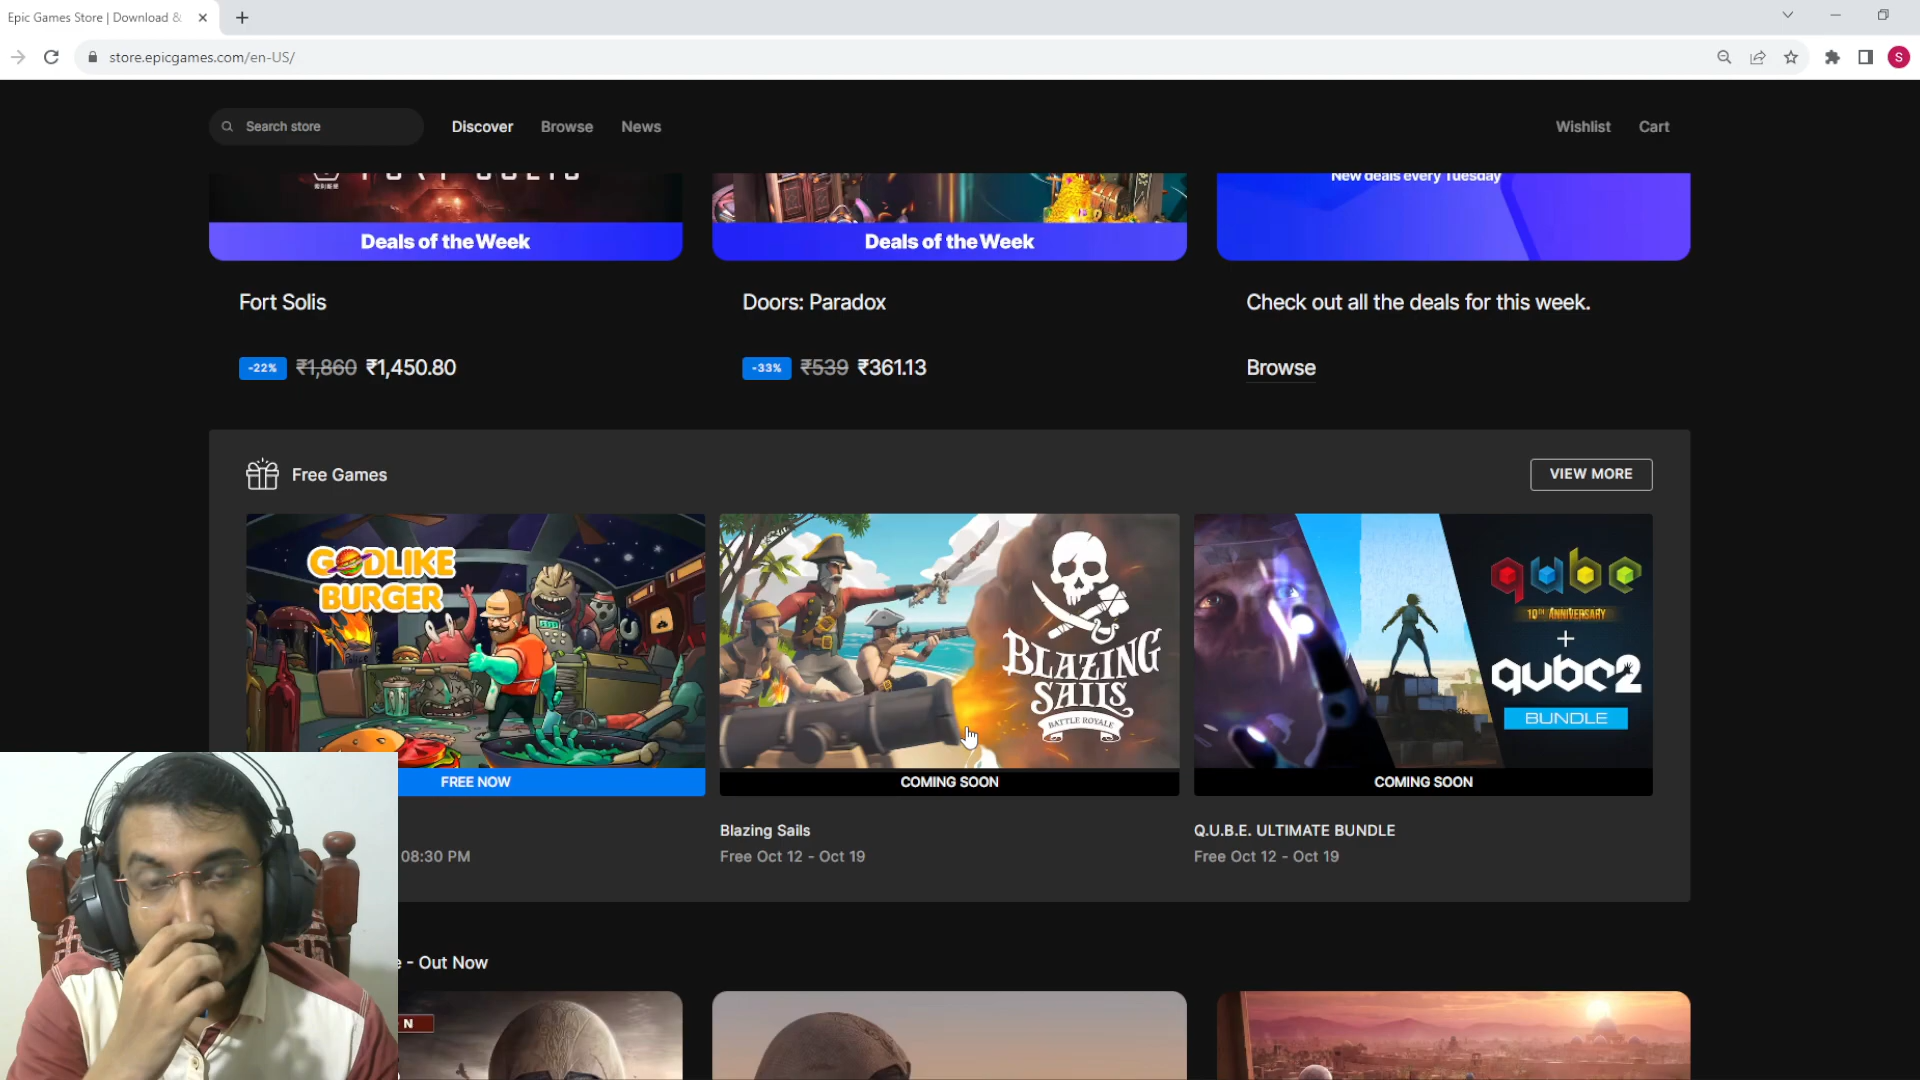 Epic Games Store | Download &
store.epicgames.com/en-US/
S
Search store
Discover
Browse
News
Wishlist
Cart
FORT SOLIS
New deals every Tuesday
Deals of the Week
Deals of the Week
Fort Solis
Doors: Paradox
Check out all the deals for this week.
-22% ₹1,860 ₹1,450.80
-33% ₹539 ₹361.13
Browse
Free Games
VIEW MORE
GODLIKE
BURGER
BLAZING
SAILS
BATTLE ROYALE
qube
10TH ANNIVERSARY
+
qube2
BUNDLE
FREE NOW
COMING SOON
COMING SOON
Blazing Sails
Q.U.B.E. ULTIMATE BUNDLE
08:30 PM
Free Oct 12 - Oct 19
Free Oct 12 - Oct 19
e - Out Now
N